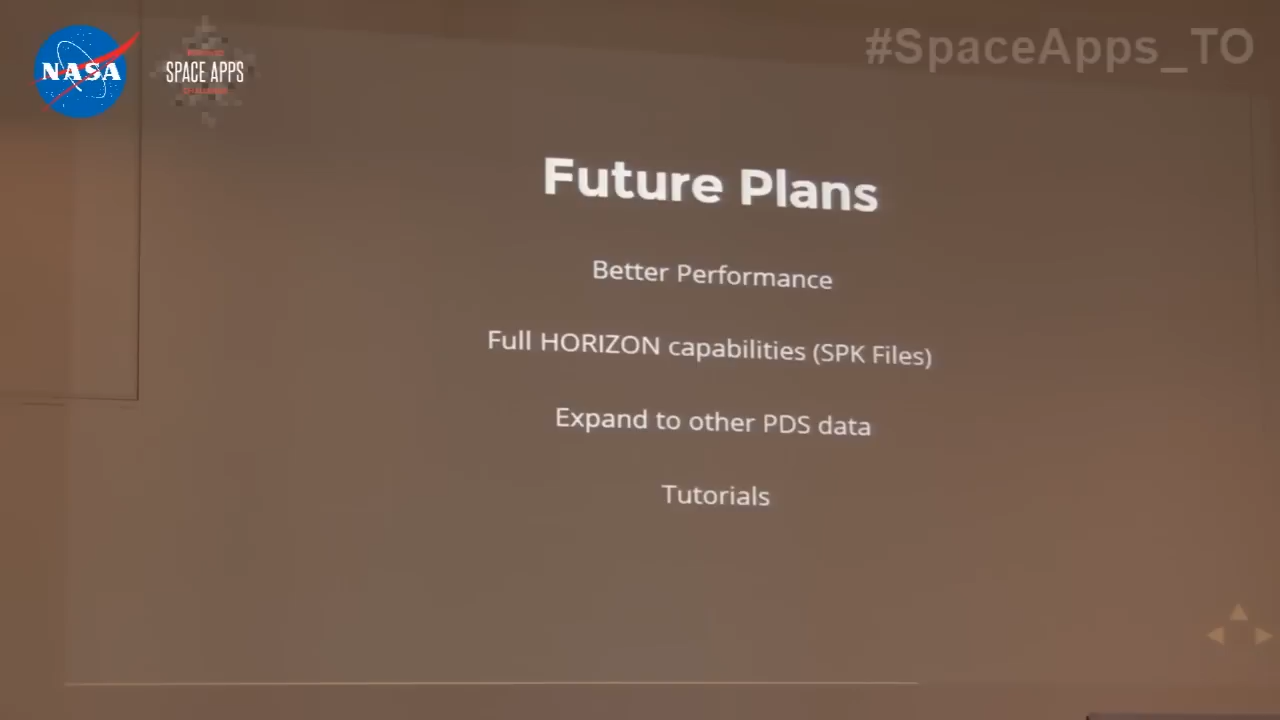 NASA
SPACE APPS
#SpaceApps_TO
Future Plans
Better Performance
Full HORIZON capabilities (SPK Files)
Expand to other PDS data
Tutorials